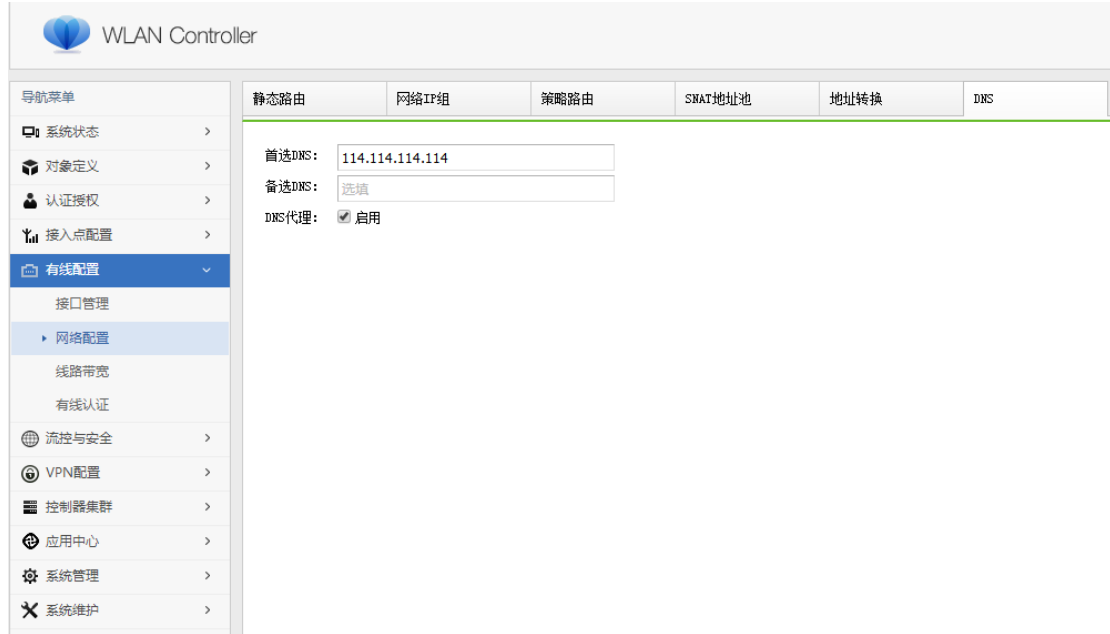 WLAN Controller
导航菜单
系统状态
对象定义
认证授权
接入点配置
有线配置
接口管理
网络配置
线路带宽
有线认证
流控与安全
VPN配置
控制器集群
应用中心
系统管理
系统维护
静态路由 网络IP组 策略路由 SNAT地址池 地址转换 DNS
首选DNS: 114.114.114.114
备选DNS: 选填
DNS代理: 启用